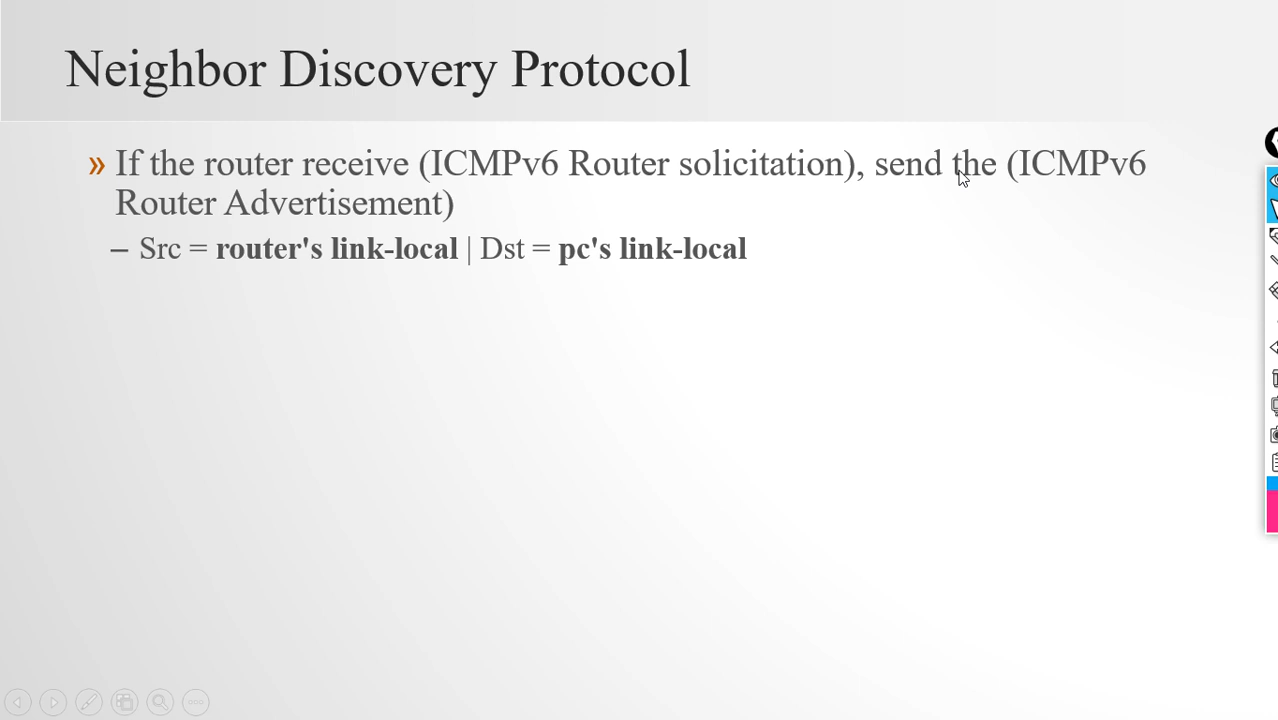 Neighbor Discovery Protocol
» If the router receive (ICMPv6 Router solicitation), send the (ICMPv6
Router Advertisement)
– Src = router's link-local | Dst = pc's link-local